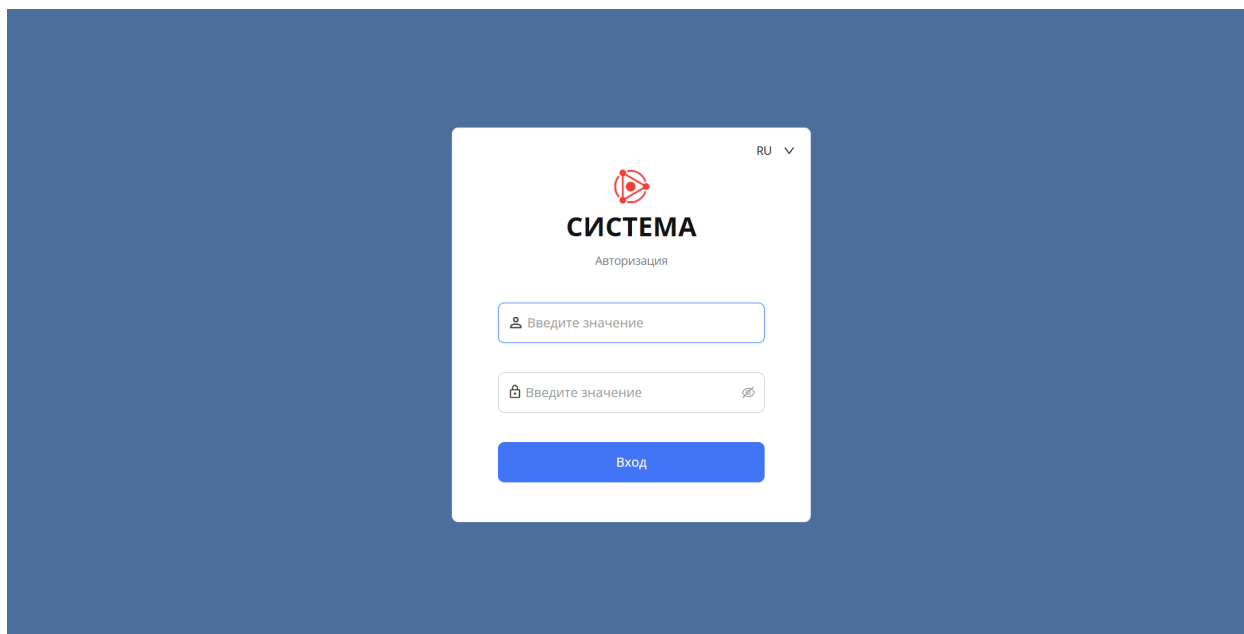 RU
СИСТЕМА
Авторизация
Введите значение
Введите значение
Вход